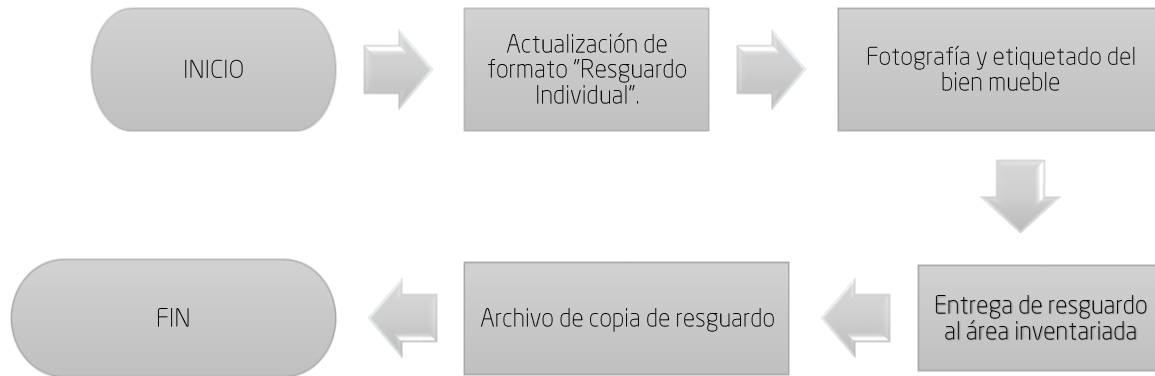 INICIO
Actualización de
formato "Resguardo
Individual".
Fotografía y etiquetado del
bien mueble
Entrega de resguardo
al área inventariada
Archivo de copia de resguardo
FIN